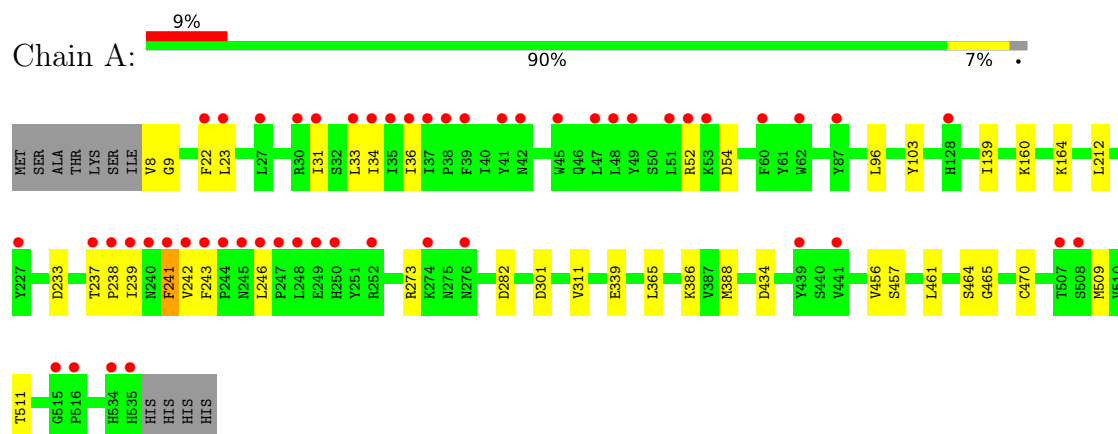 9%
Chain A:
90% 7% •
MET SER ALA THR LYS SER ILE V8 G9 F22 L23 L27 R30 I31 S32 L33 I34 I35 I36 I37 P38 F39 I40 Y41 N42 W45 Q46 L47 L48 Y49 S50 L51 R52 K53 D54 F60 Y61 W62 Y87 L96 Y103 H128 I139 K160 K164 L212
Y227 D233 T237 P238 I239 N240 F241 V242 F243 P244 N245 L246 P247 L248 E249 H250 Y251 R252 R273 K274 N275 N276 D282 D301 V311 E339 L365 K386 V387 M388 D434 Y439 S440 V441 V456 S457 L461 S464 G465 C470 T507 S508 M509
T511 G515 P516 H534 H535 HIS HIS HIS HIS